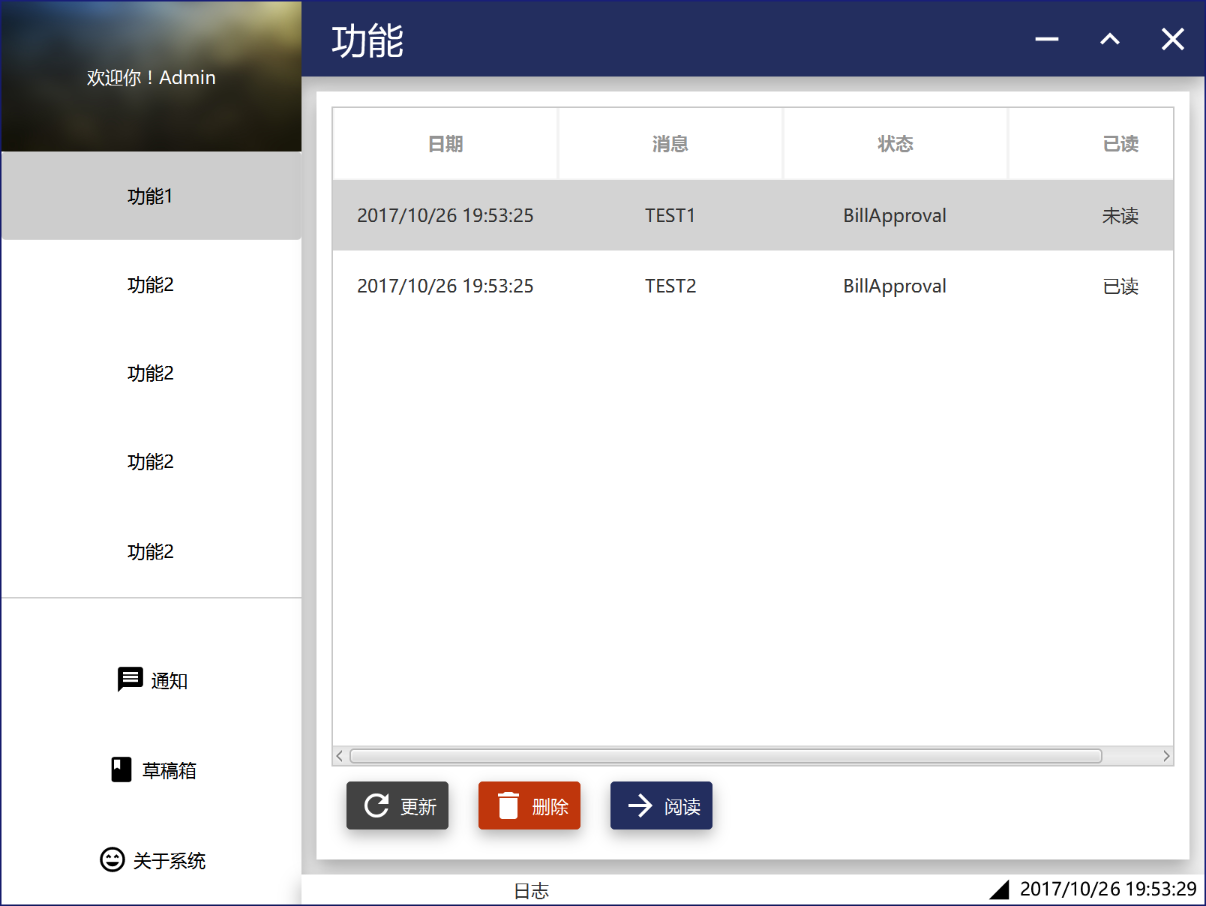 欢迎你！Admin
功能1
功能2
功能2
功能2
功能2
通知
草稿箱
关于系统
功能
日期 消息 状态 已读
2017/10/26 19:53:25 TEST1 BillApproval 未读
2017/10/26 19:53:25 TEST2 BillApproval 已读
更新 删除 阅读
日志 2017/10/26 19:53:29